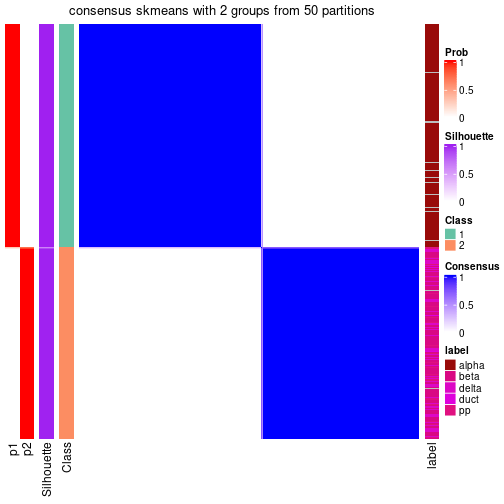 consensus skmeans with 2 groups from 50 partitions
Prob
1
0.5
0
Silhouette
1
0.5
0
Class
1
2
Consensus
1
0.5
0
label
alpha
beta
delta
duct
pp
p1
p2
Silhouette
Class
label